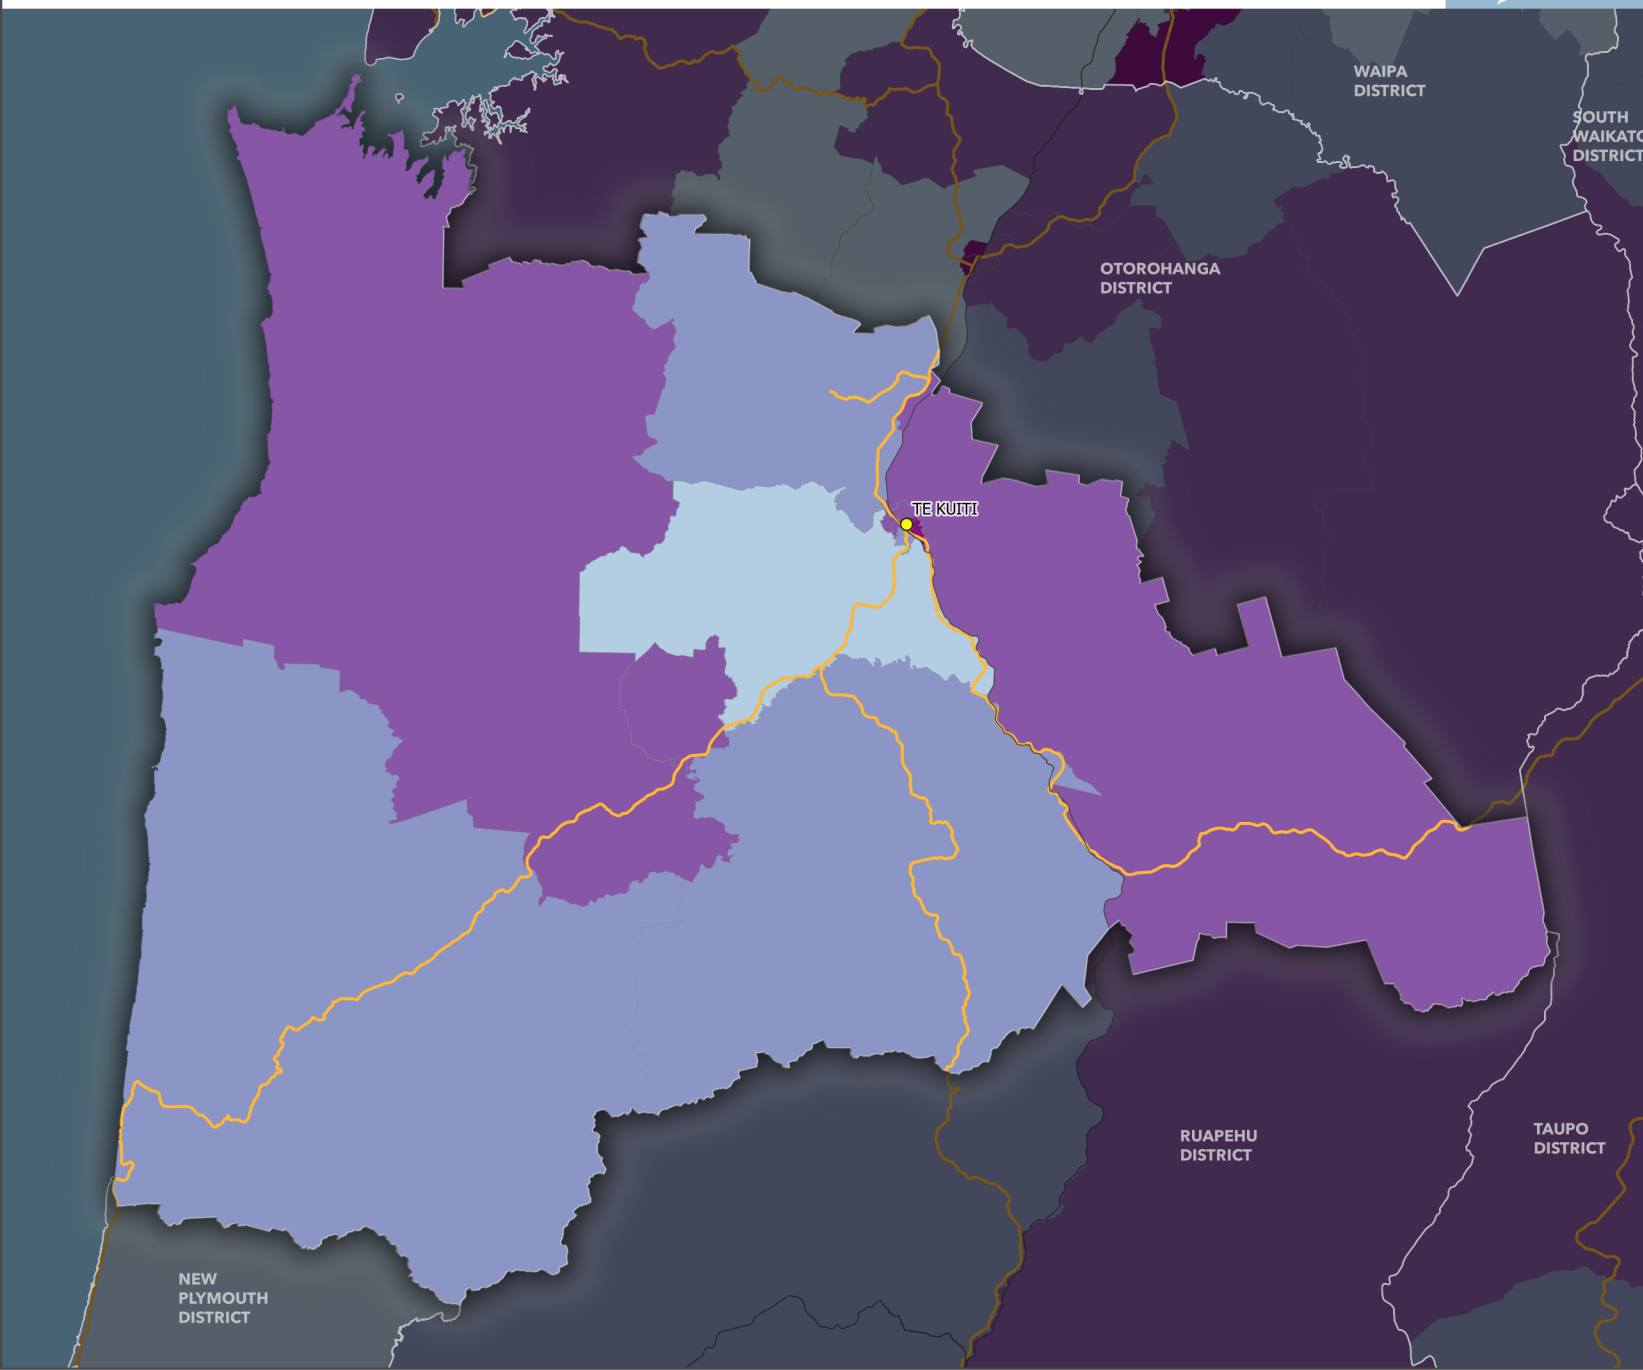 WAIPA
DISTRICT
SOUTH
WAIKATO
DISTRICT
OTOROHANGA
DISTRICT
TE KUITI
RUAPEHU
DISTRICT
TAUPO
DISTRICT
NEW
PLYMOUTH
DISTRICT